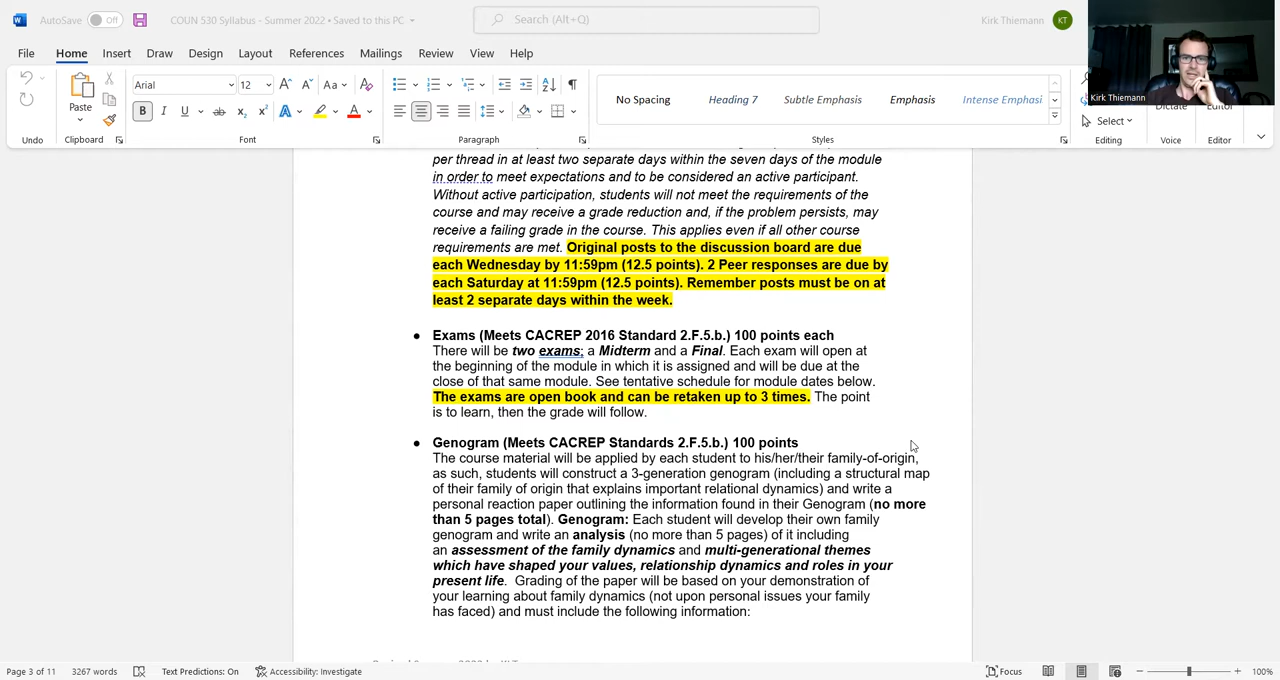 AutoSave Off COUN 530 Syllabus - Summer 2022 • Saved to this PC Search (Alt+Q) Kirk Thiemann KT
File Home Insert Draw Design Layout References Mailings Review View Help
Kirk Thiemann
Paste
Arial 12
Aa
B I U ab x₂ x² A A
No Spacing Heading 7 Subtle Emphasis Emphasis Intense Emphasi
Dictate Editor
Select
Undo Clipboard Font Paragraph Styles Editing Voice Editor
per thread in at least two separate days within the seven days of the module
in order to meet expectations and to be considered an active participant.
Without active participation, students will not meet the requirements of the
course and may receive a grade reduction and, if the problem persists, may
receive a failing grade in the course. This applies even if all other course
requirements are met. Original posts to the discussion board are due
each Wednesday by 11:59pm (12.5 points). 2 Peer responses are due by
each Saturday at 11:59pm (12.5 points). Remember posts must be on at
least 2 separate days within the week.
● Exams (Meets CACREP 2016 Standard 2.F.5.b.) 100 points each
There will be two exams; a Midterm and a Final. Each exam will open at
the beginning of the module in which it is assigned and will be due at the
close of that same module. See tentative schedule for module dates below.
The exams are open book and can be retaken up to 3 times. The point
is to learn, then the grade will follow.
● Genogram (Meets CACREP Standards 2.F.5.b.) 100 points
The course material will be applied by each student to his/her/their family-of-origin,
as such, students will construct a 3-generation genogram (including a structural map
of their family of origin that explains important relational dynamics) and write a
personal reaction paper outlining the information found in their Genogram (no more
than 5 pages total). Genogram: Each student will develop their own family
genogram and write an analysis (no more than 5 pages) of it including
an assessment of the family dynamics and multi-generational themes
which have shaped your values, relationship dynamics and roles in your
present life. Grading of the paper will be based on your demonstration of
your learning about family dynamics (not upon personal issues your family
has faced) and must include the following information:
Page 3 of 11 3267 words Text Predictions: On Accessibility: Investigate Focus 100%